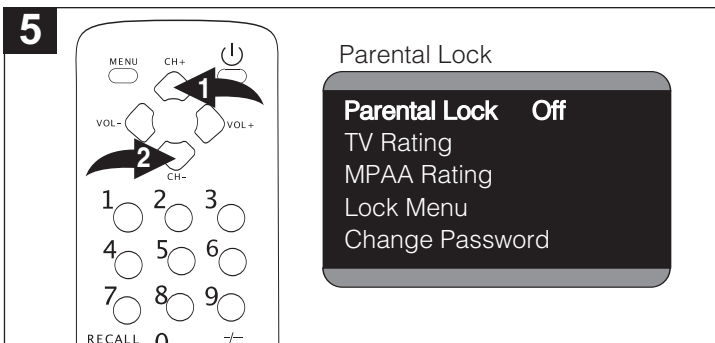 5
MENU CH+
1
VOL- VOL+
2
CH-
1 2 3
4 5 6
7 8 9
RECALL 0 -/--
Parental Lock
Parental Lock Off
TV Rating
MPAA Rating
Lock Menu
Change Password